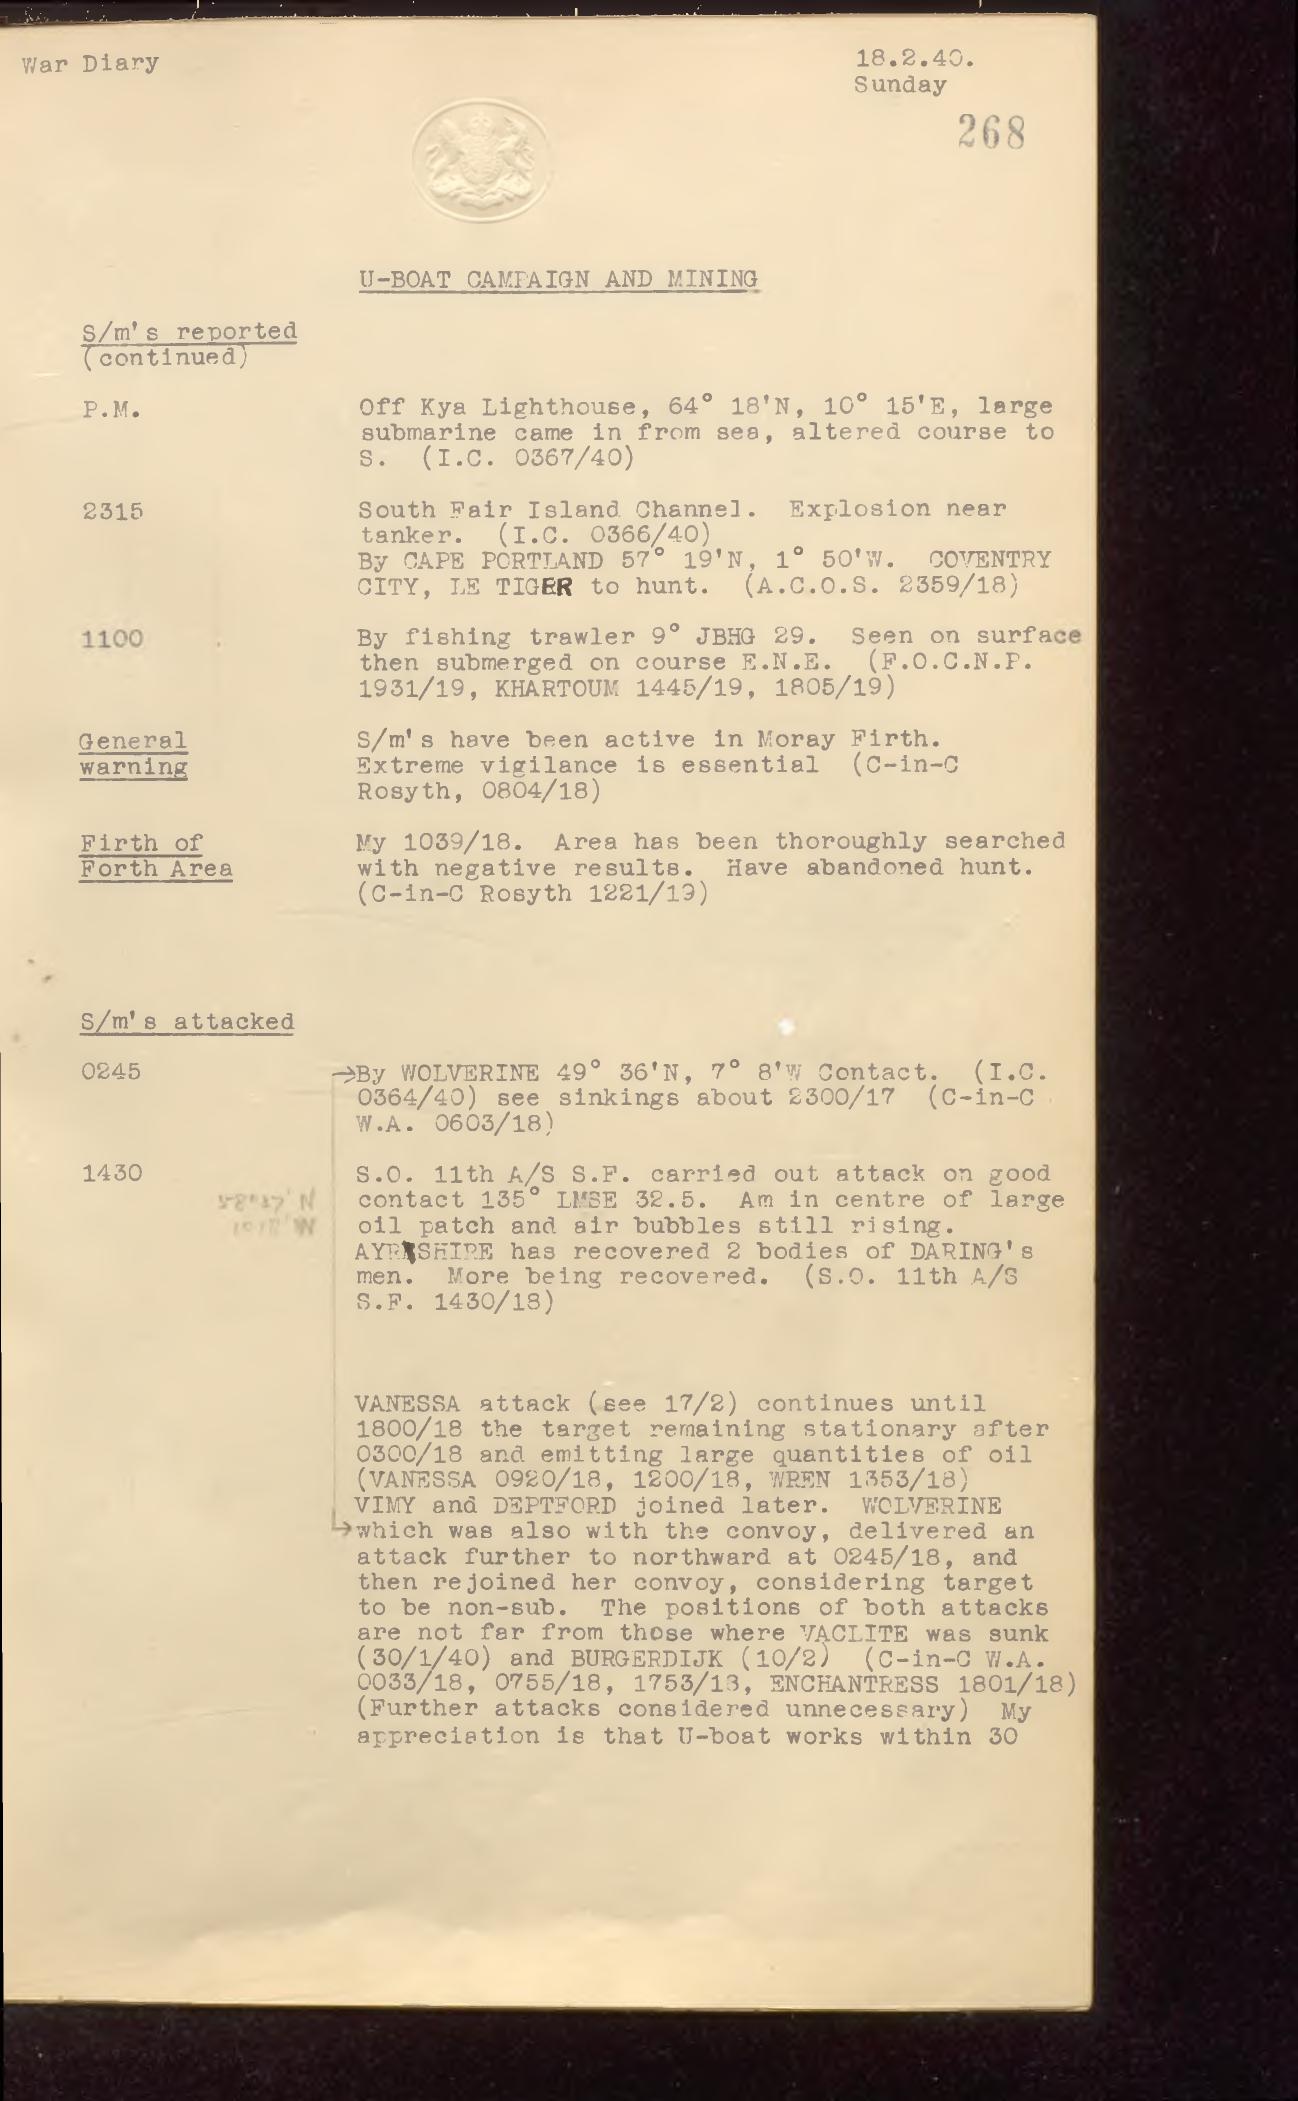 War Diary
18.2.40.
Sunday
268
U-BOAT CAMPAIGN AND MINING
S/m's reported
(continued)
P.M.
Off Kya Lighthouse, 64° 18'N, 10° 15'E, large
submarine came in from sea, altered course to
S. (I.C. 0367/40)
2315
South Fair Island Channel. Explosion near
tanker. (I.C. 0366/40)
By CAPE PORTLAND 57° 19'N, 1° 50'W. COVENTRY
CITY, LE TIGER to hunt. (A.C.O.S. 2359/18)
1100
By fishing trawler 9° JBHG 29. Seen on surface
then submerged on course E.N.E. (F.O.C.N.P.
1931/19, KHARTOUM 1445/19, 1805/19)
General
warning
S/m's have been active in Moray Firth.
Extreme vigilance is essential (C-in-C
Rosyth, 0804/18)
Firth of
Forth Area
My 1039/18. Area has been thoroughly searched
with negative results. Have abandoned hunt.
(C-in-C Rosyth 1221/19)
S/m's attacked
0245
→By WOLVERINE 49° 36'N, 7° 8'W Contact. (I.C.
0364/40) see sinkings about 2300/17 (C-in-C
W.A. 0603/18)
1430
S.O. 11th A/S S.F. carried out attack on good
contact 135° LMSE 32.5. Am in centre of large
oil patch and air bubbles still rising.
AYRSHIRE has recovered 2 bodies of DARING's
men. More being recovered. (S.O. 11th A/S
S.F. 1430/18)
VANESSA attack (see 17/2) continues until
1800/18 the target remaining stationary after
0300/18 and emitting large quantities of oil
(VANESSA 0920/18, 1200/18, WREN 1353/18)
VIMY and DEPTFORD joined later. WOLVERINE
→which was also with the convoy, delivered an
attack further to northward at 0245/18, and
then rejoined her convoy, considering target
to be non-sub. The positions of both attacks
are not far from those where VACLITE was sunk
(30/1/40) and BURGERDIJK (10/2) (C-in-C W.A.
0033/18, 0755/18, 1753/18, ENCHANTRESS 1801/18)
(Further attacks considered unnecessary) My
appreciation is that U-boat works within 30